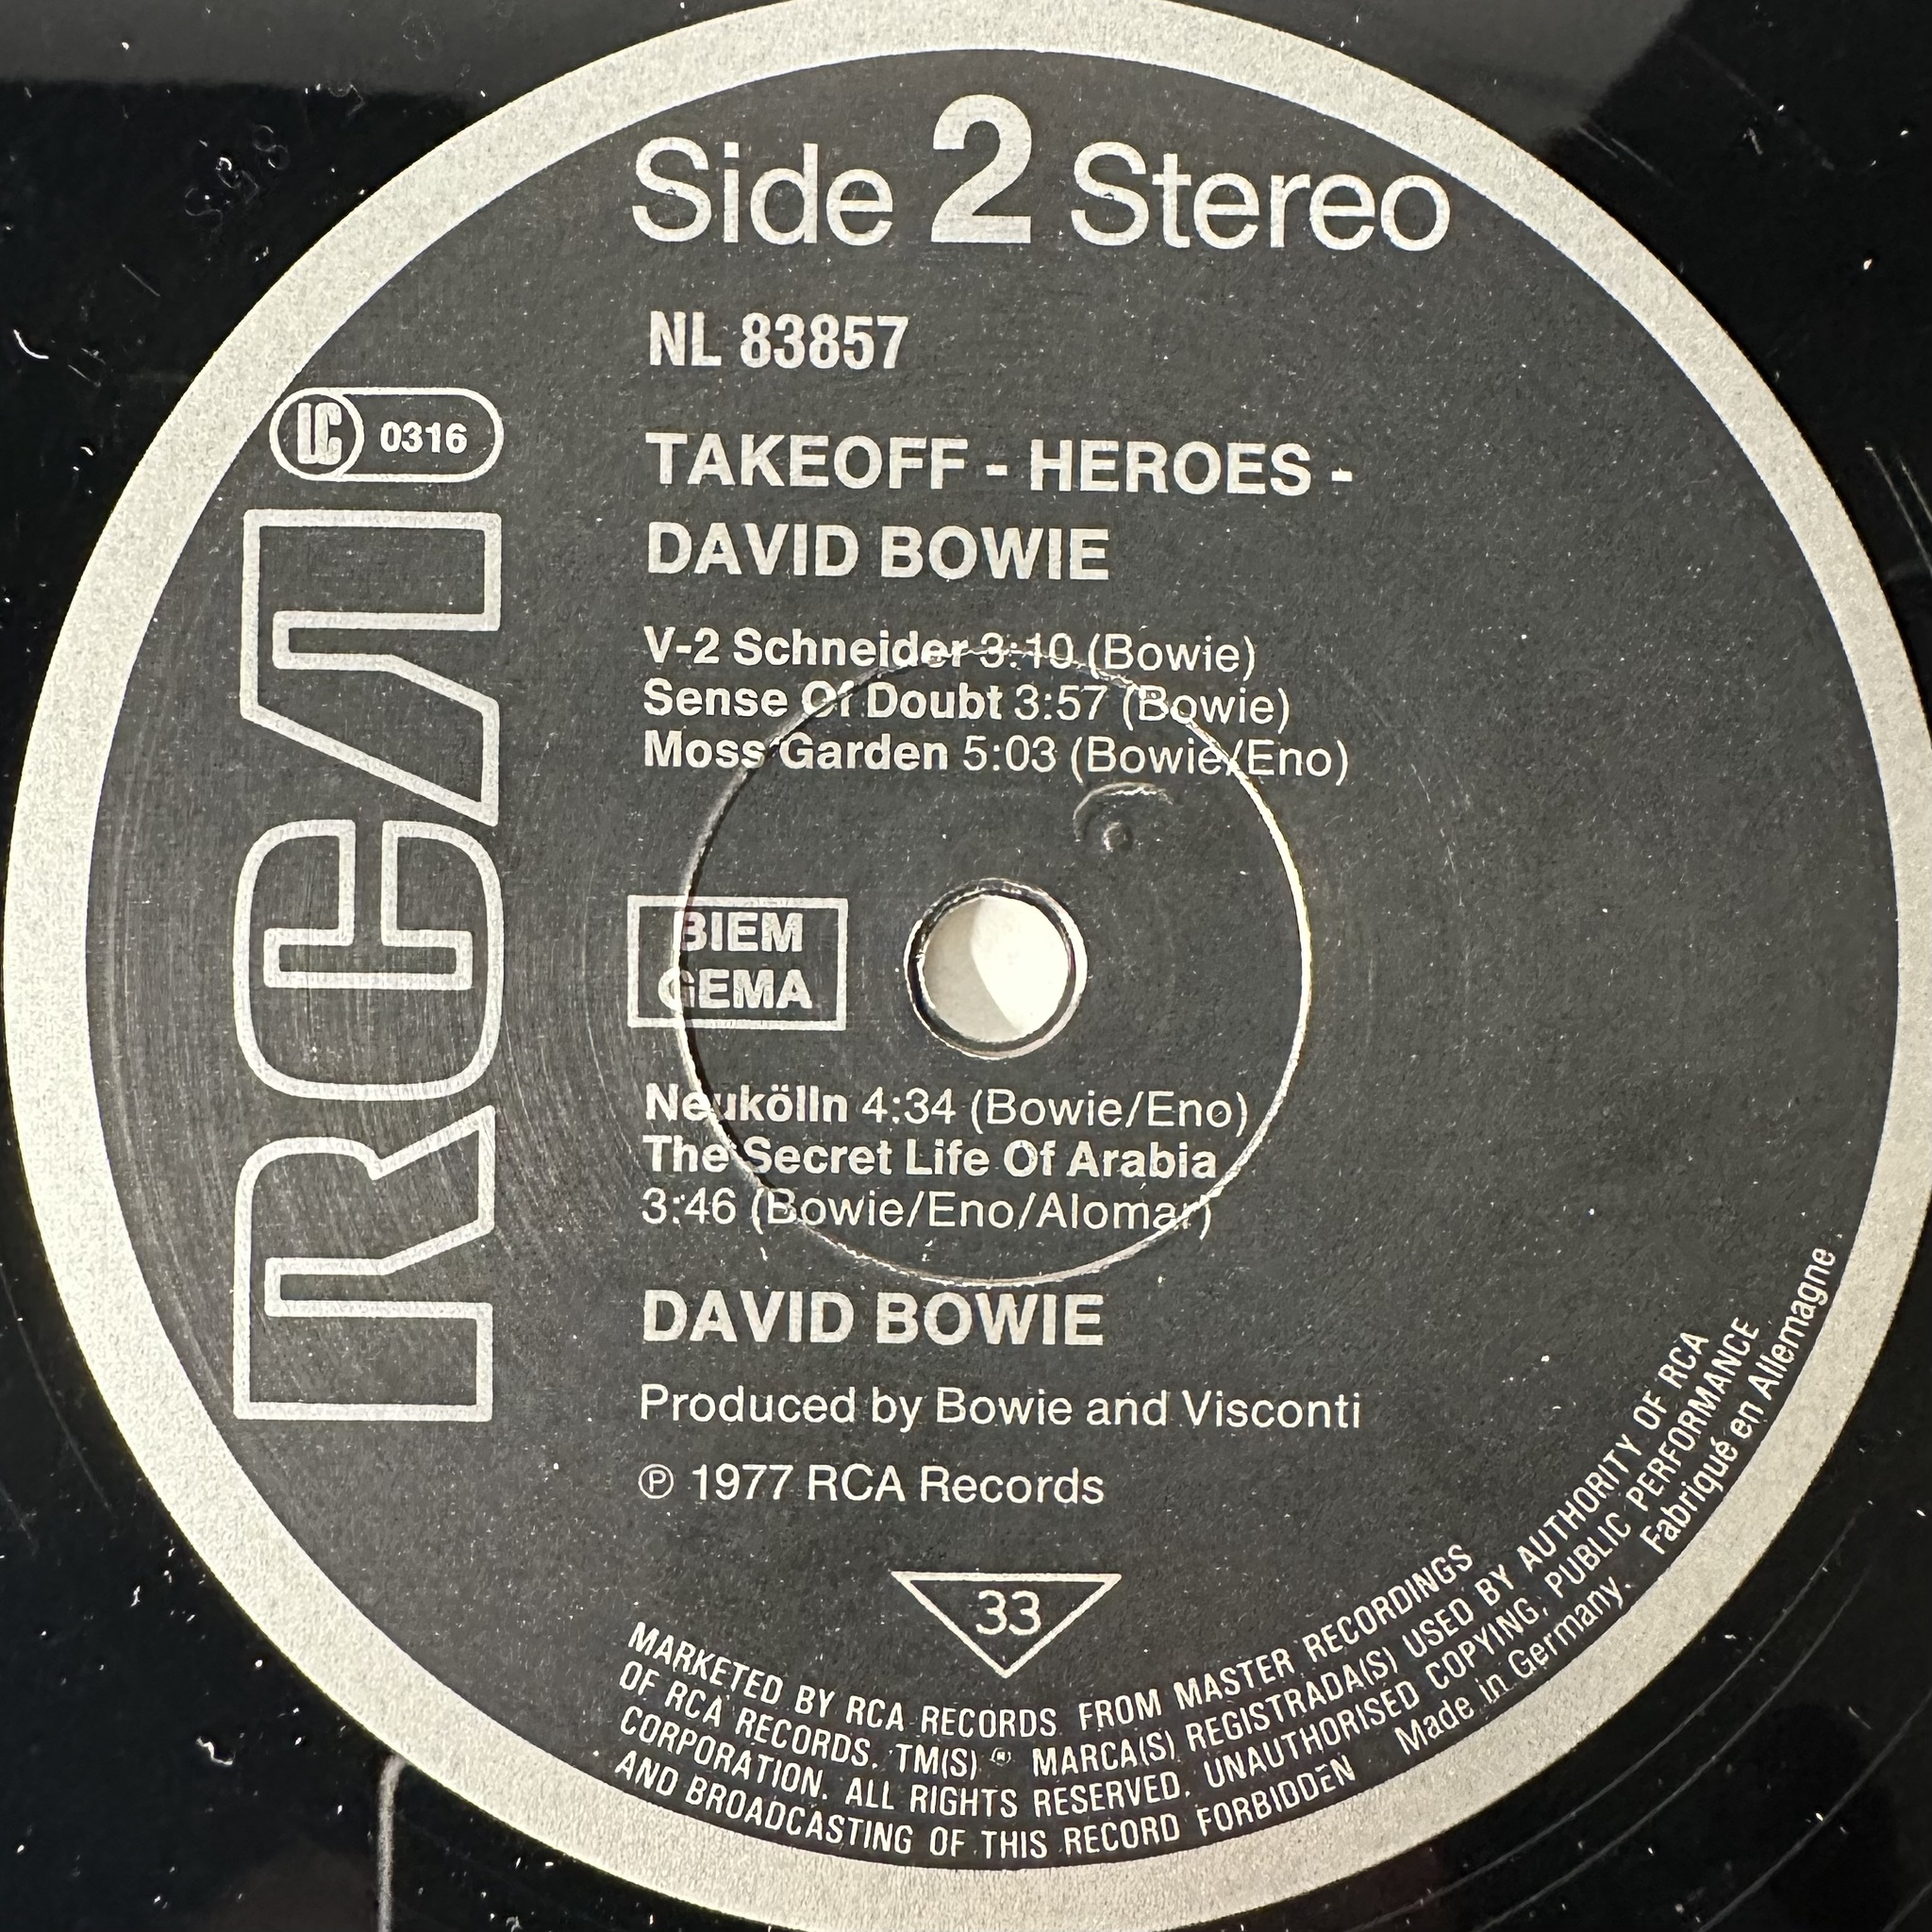 Side 2 Stereo
NL 83857
LC 0316
RCA
TAKEOFF - HEROES -
DAVID BOWIE
V-2 Schneider 3:10 (Bowie)
Sense Of Doubt 3:57 (Bowie)
Moss Garden 5:03 (Bowie/Eno)
BIEM
GEMA
Neukölln 4:34 (Bowie/Eno)
The Secret Life Of Arabia
3:46 (Bowie/Eno/Alomar)
DAVID BOWIE
Produced by Bowie and Visconti
℗ 1977 RCA Records
33
MARKETED BY RCA RECORDS FROM MASTER RECORDINGS
OF RCA RECORDS. TM(S) ® MARCA(S) REGISTRADA(S) USED BY AUTHORITY OF RCA
CORPORATION. ALL RIGHTS RESERVED. UNAUTHORISED COPYING, PUBLIC PERFORMANCE
AND BROADCASTING OF THIS RECORD FORBIDDEN Made in Germany. Fabriqué en Allemagne